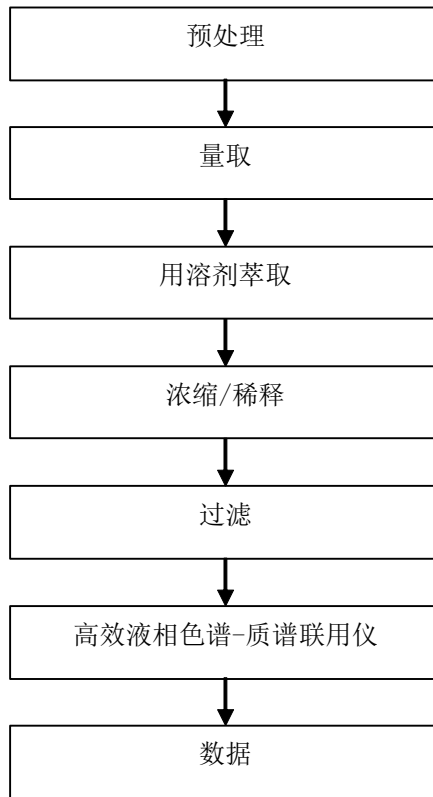 预处理
量取
用溶剂萃取
浓缩/稀释
过滤
高效液相色谱-质谱联用仪
数据